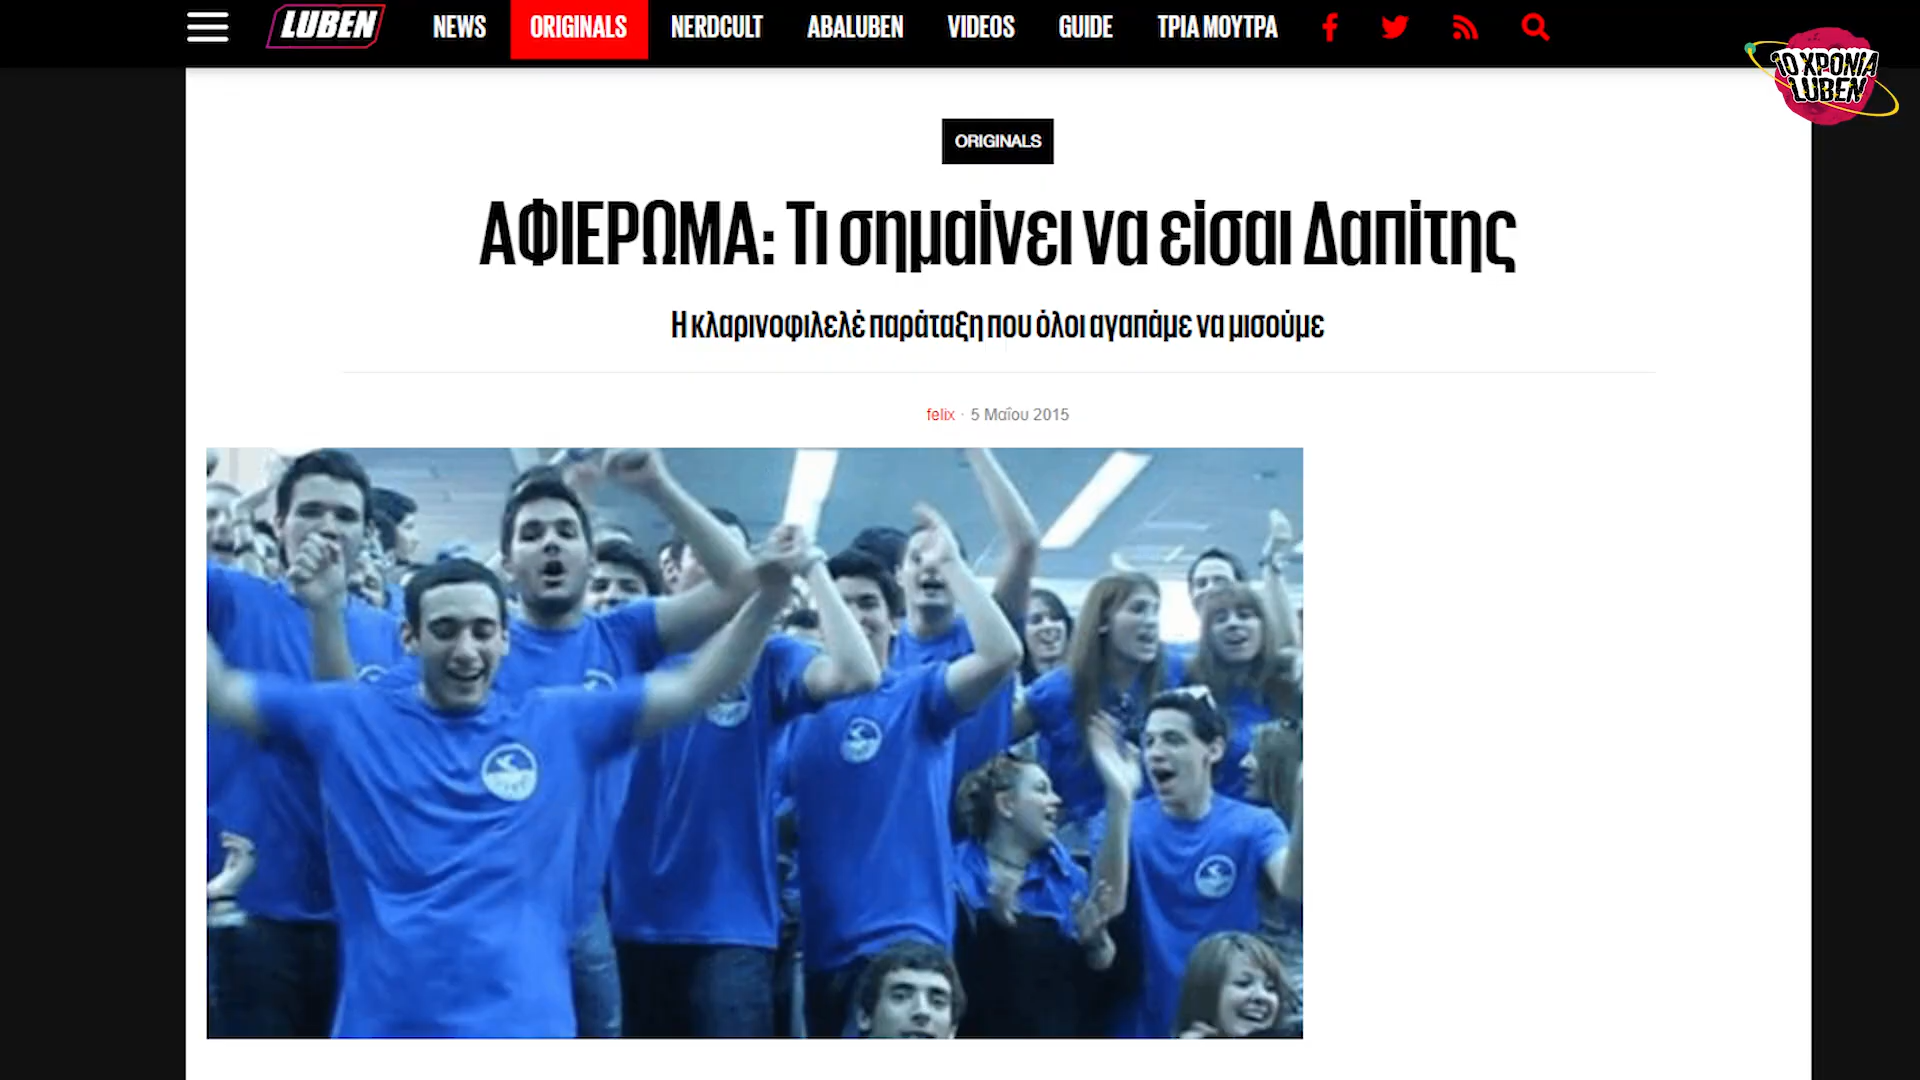 LUBEN NEWS ORIGINALS NERDCULT ABALUBEN VIDEOS GUIDE ΤΡΙΑ ΜΟΥΤΡΑ
10 ΧΡΟΝΙΑ
LUBEN
ORIGINALS
ΑΦΙΕΡΩΜΑ: Τι σημαίνει να είσαι Δαπίτης
Η κλαρινοφιλελέ παράταξη που όλοι αγαπάμε να μισούμε
felix · 5 Μαΐου 2015